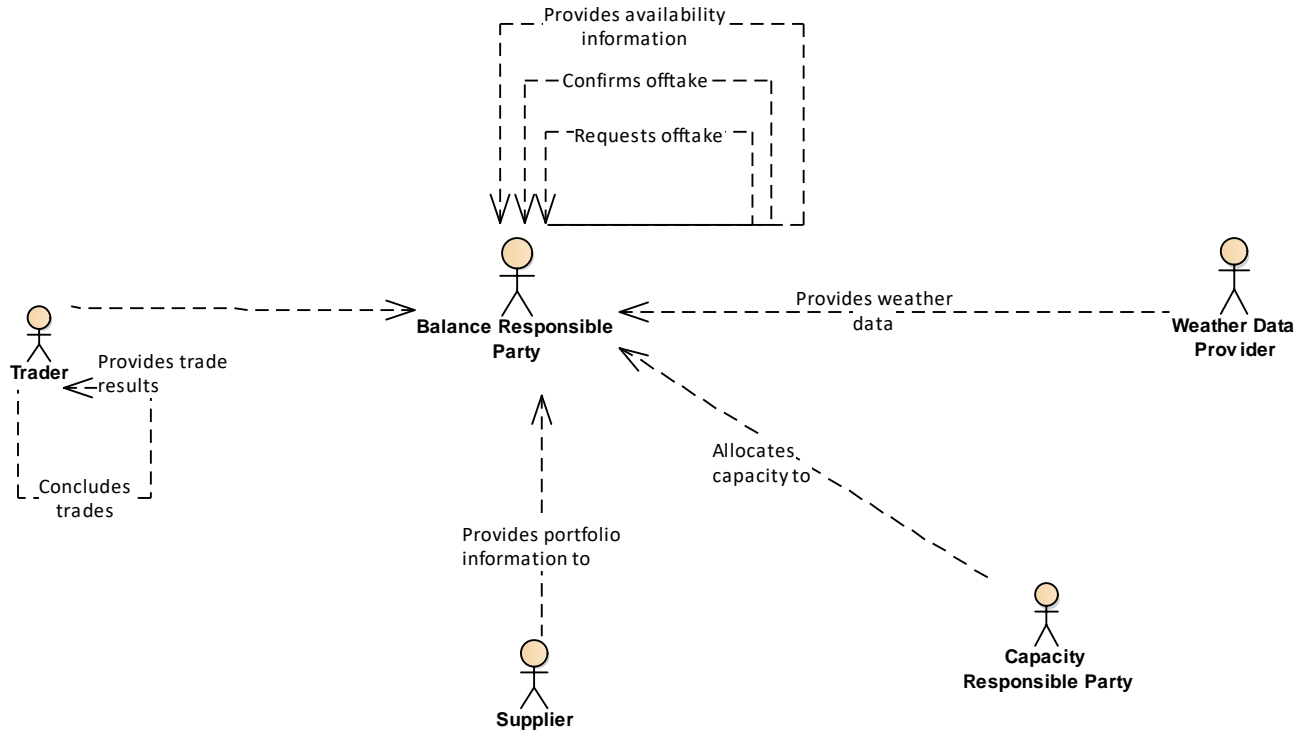 Provides availability
information
Confirms offtake
Requests offtake
Balance Responsible
Party
Provides weather
data
Weather Data
Provider
Trader
Provides trade
results
Concludes
trades
Allocates
capacity to
Provides portfolio
information to
Capacity
Responsible Party
Supplier